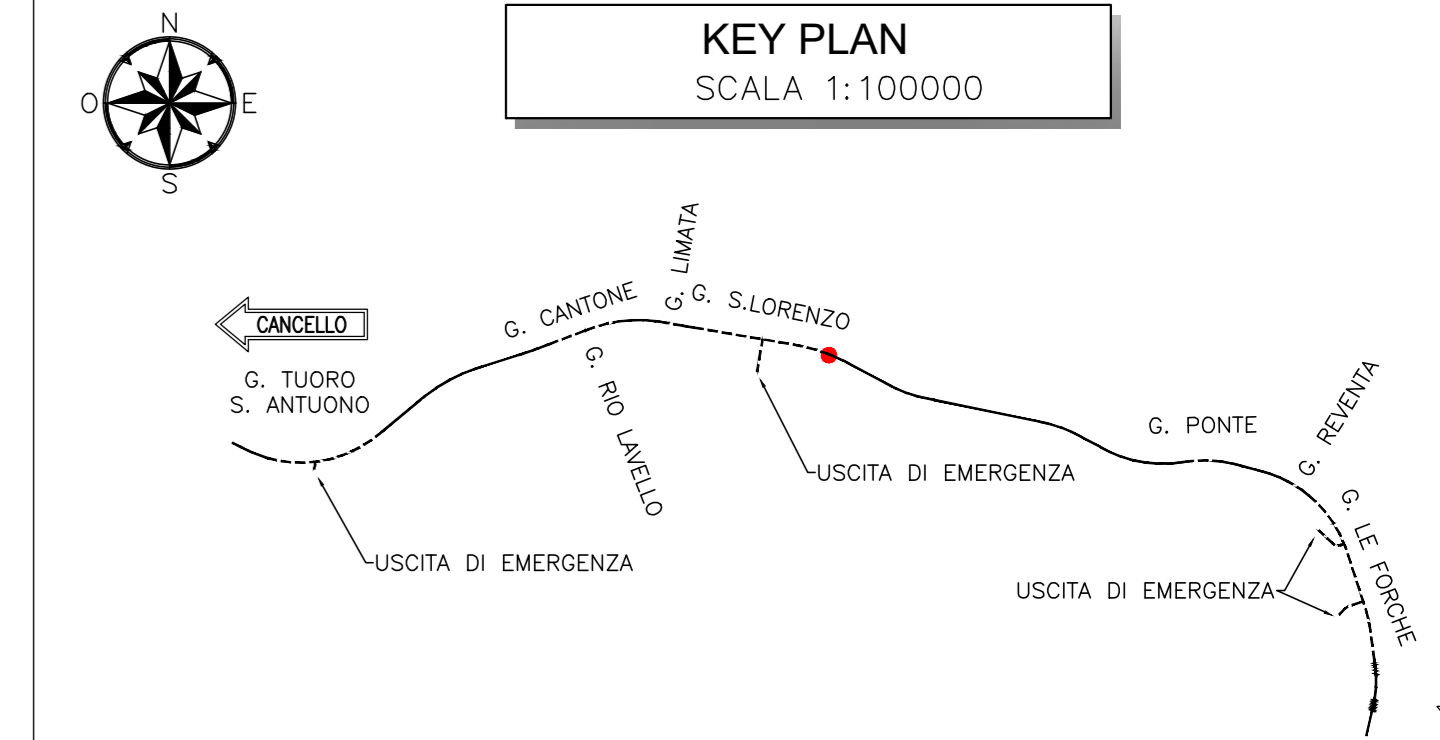 N
O
E
S
KEY PLAN
SCALA 1:100000
CANCELLO
G. TUORO
S. ANTUONO
G. CANTONE
G. LIMATA
G. S.LORENZO
G. RIO LAVELLO
USCITA DI EMERGENZA
USCITA DI EMERGENZA
G. PONTE
G. REVENTA
G. LE FORCHE
USCITA DI EMERGENZA